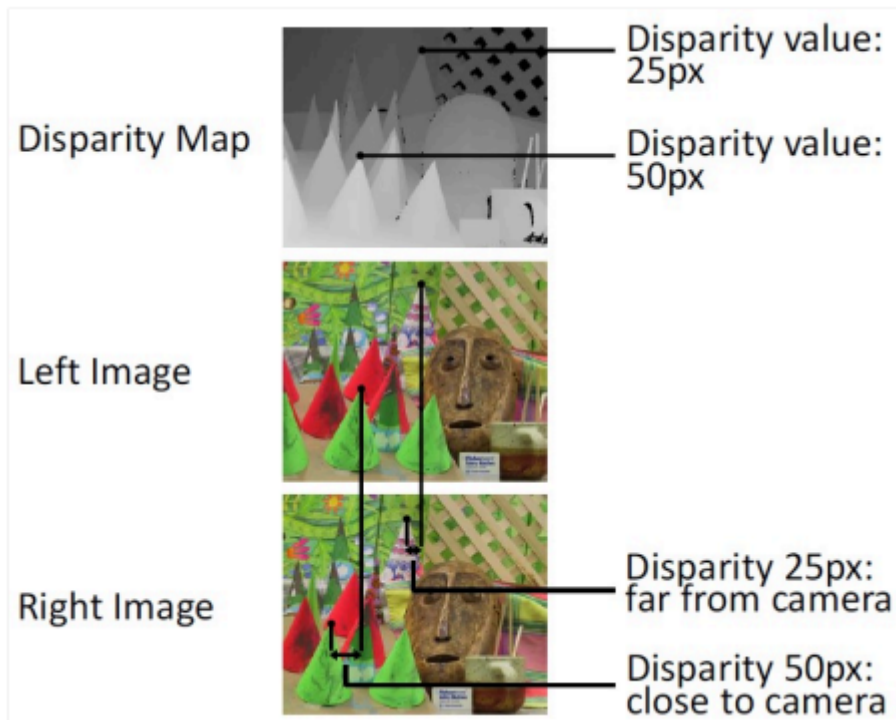 Disparity value:
25px
Disparity Map
Disparity value:
50px
Left Image
Disparity 25px:
far from camera
Right Image
Disparity 50px:
close to camera